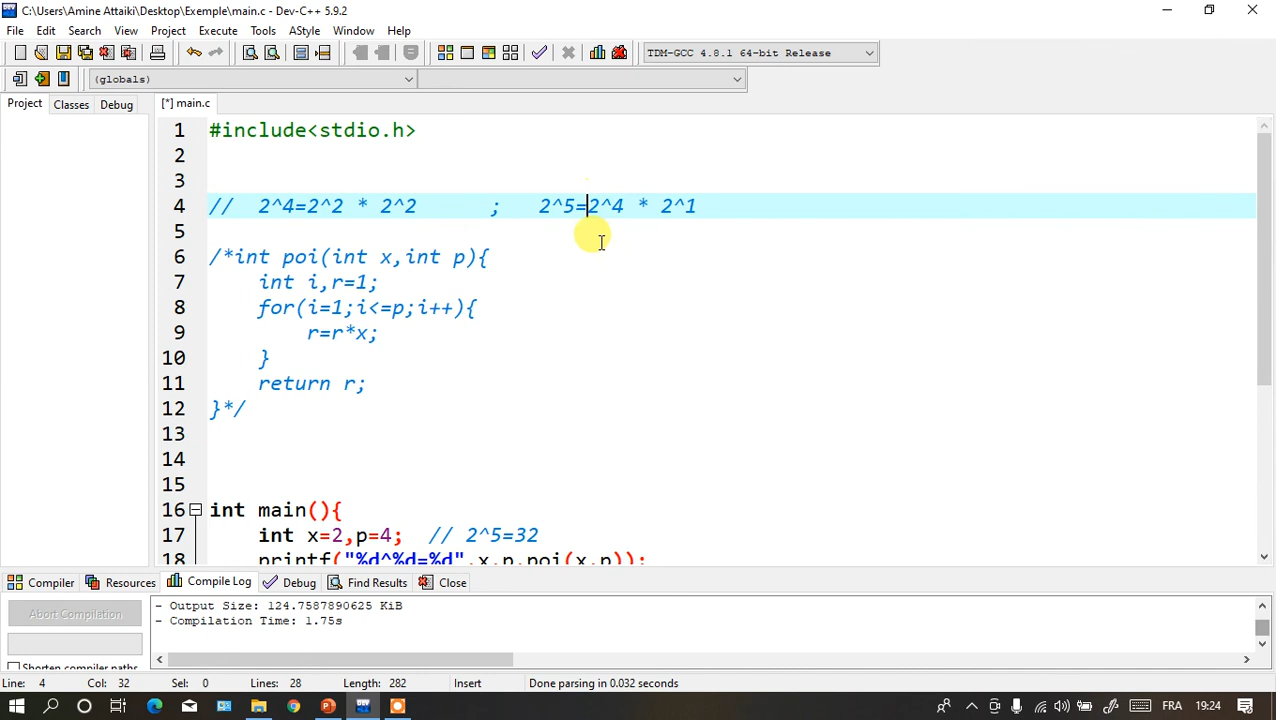 C:\Users\Amine Attaiki\Desktop\Exemple\main.c - Dev-C++ 5.9.2
File Edit Search View Project Execute Tools AStyle Window Help
TDM-GCC 4.8.1 64-bit Release
(globals)
Project Classes Debug [*] main.c
1 #include<stdio.h>
2
3
4 // 2^4=2^2 * 2^2 ; 2^5=2^4 * 2^1
5
6 /*int poi(int x,int p){
7 int i,r=1;
8 for(i=1;i<=p;i++){
9 r=r*x;
10 }
11 return r;
12 }*/
13
14
15
16 int main(){
17 int x=2,p=4; // 2^5=32
18 printf("%d^%d=%d",x,p,poi(x,p));
Compiler Resources Compile Log Debug Find Results Close
Abort Compilation
- Output Size: 124.7587890625 KiB
- Compilation Time: 1.75s
Shorten compiler paths
Line: 4 Col: 32 Sel: 0 Lines: 28 Length: 282 Insert Done parsing in 0.032 seconds
FRA 19:24